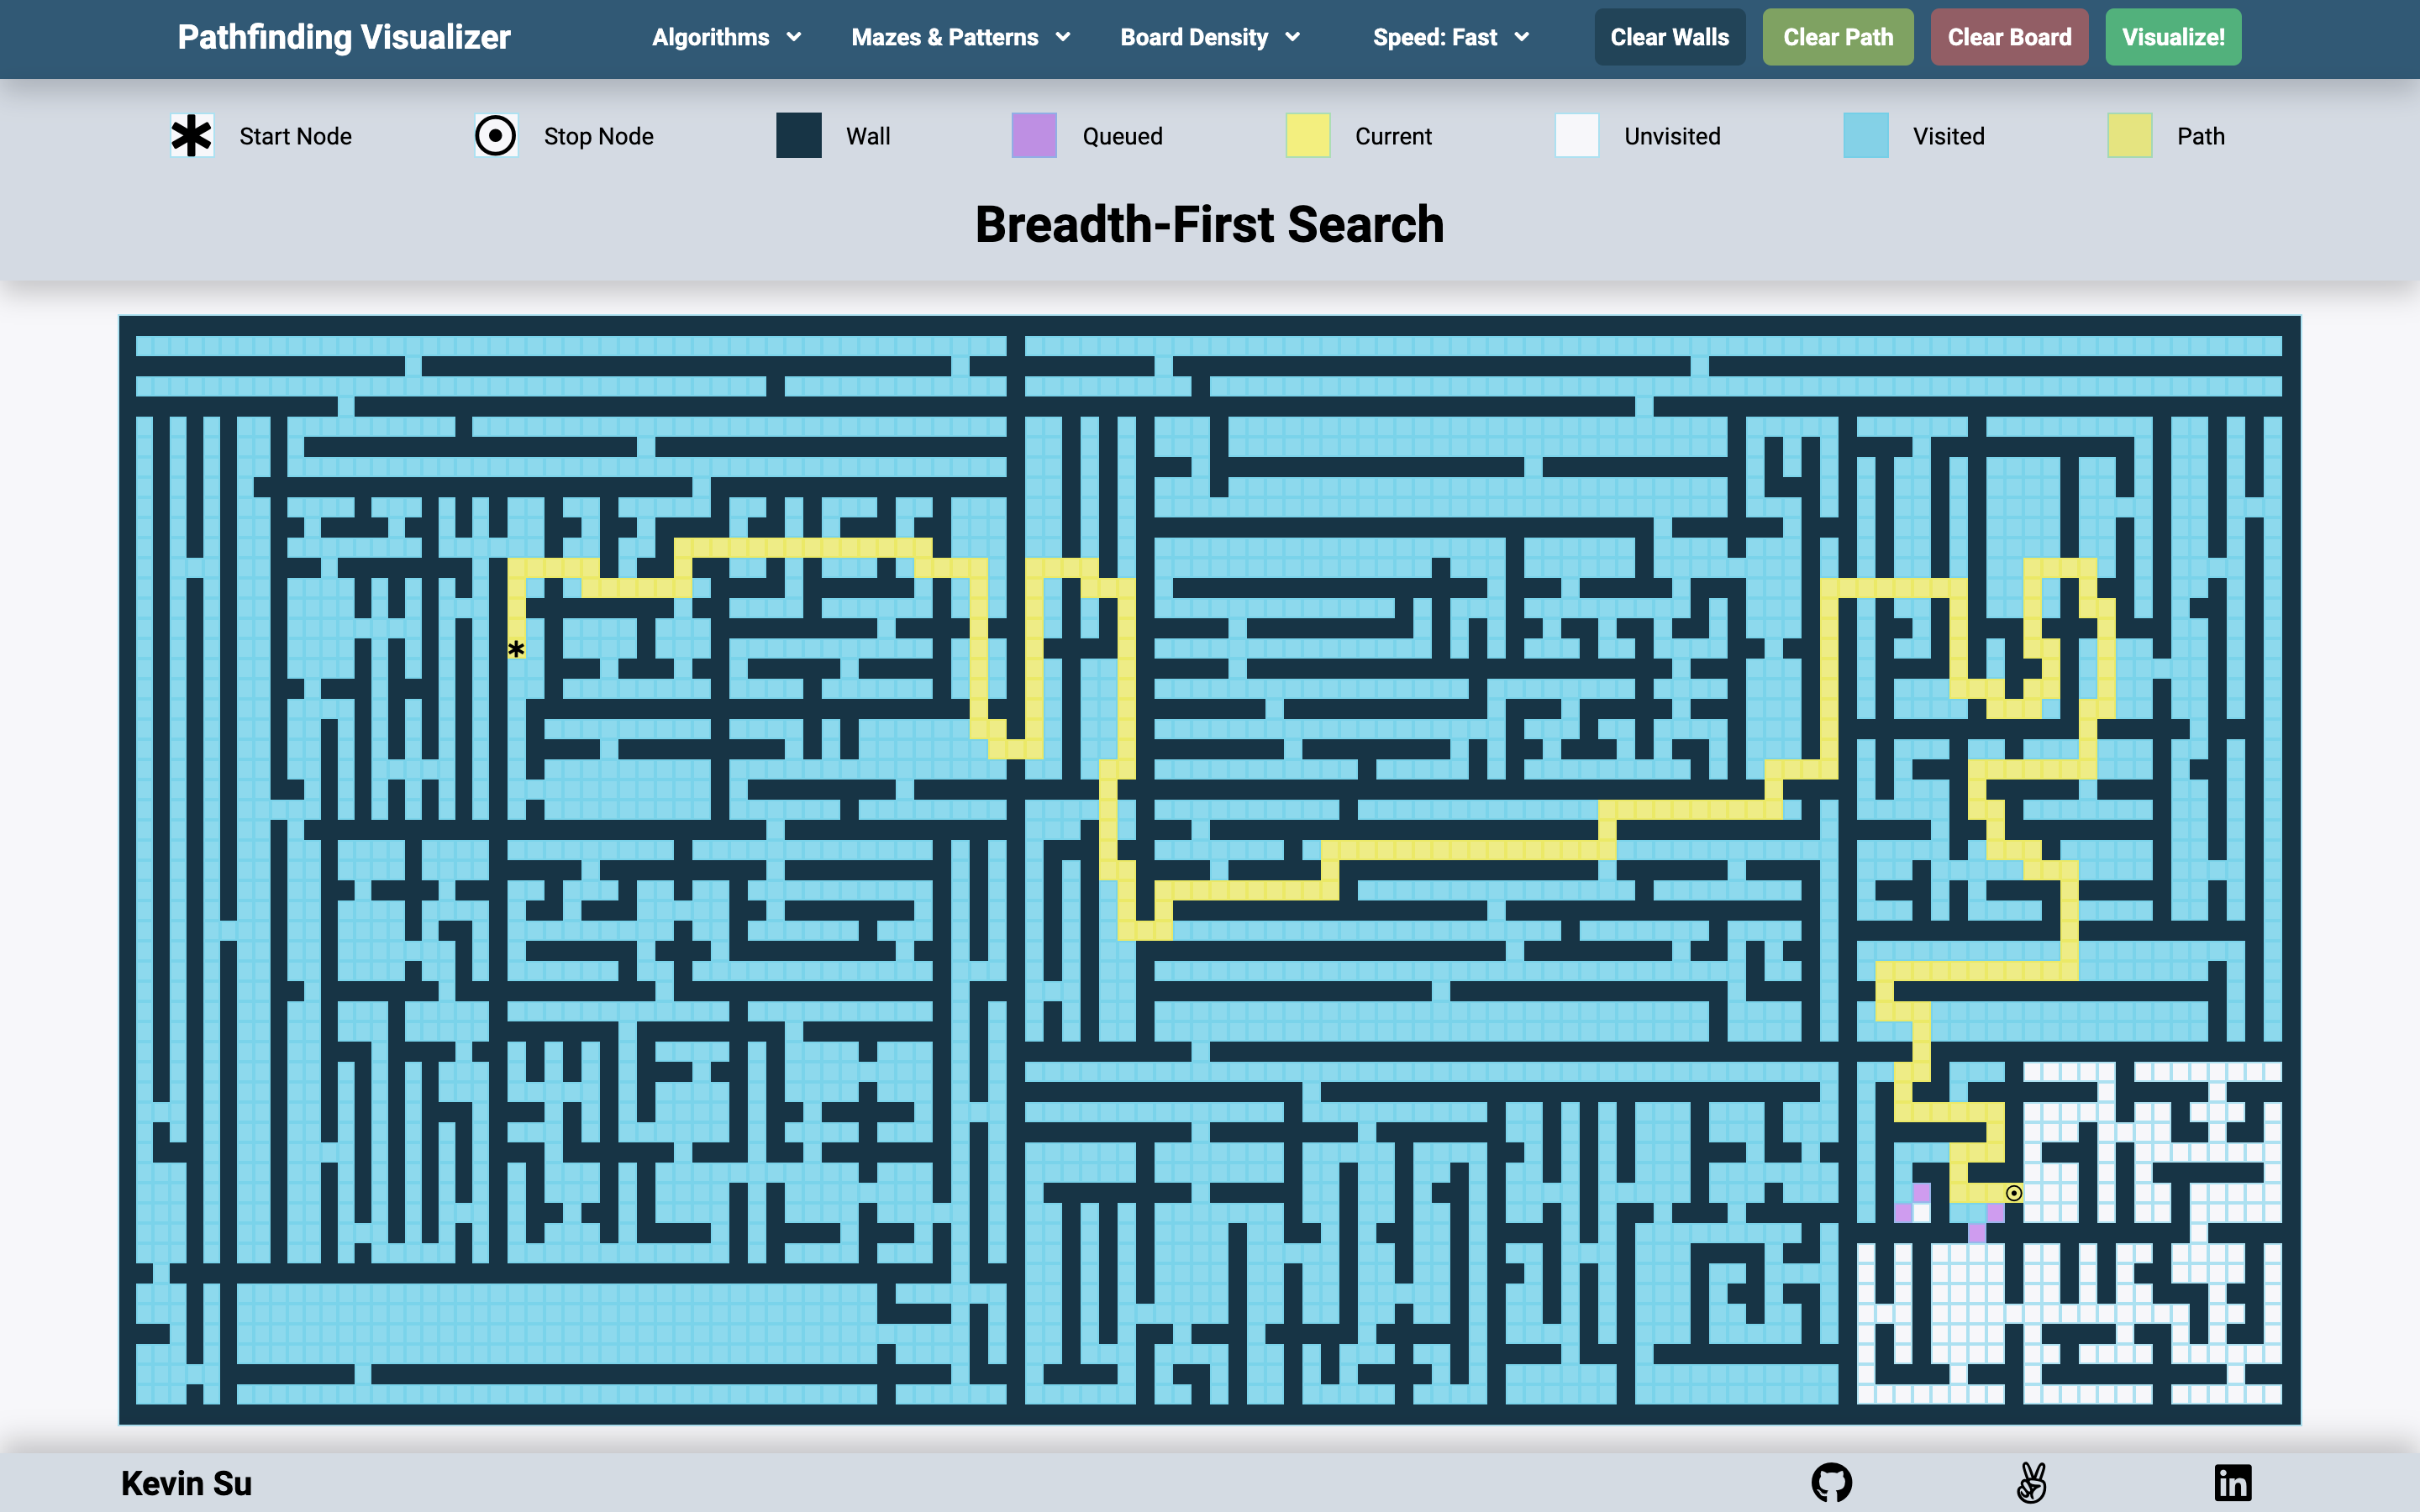 Pathfinding Visualizer
Algorithms
Mazes & Patterns
Board Density
Speed: Fast
Clear Walls
Clear Path
Clear Board
Visualize!
Start Node
Stop Node
Wall
Queued
Current
Unvisited
Visited
Path
Breadth-First Search
Kevin Su
in